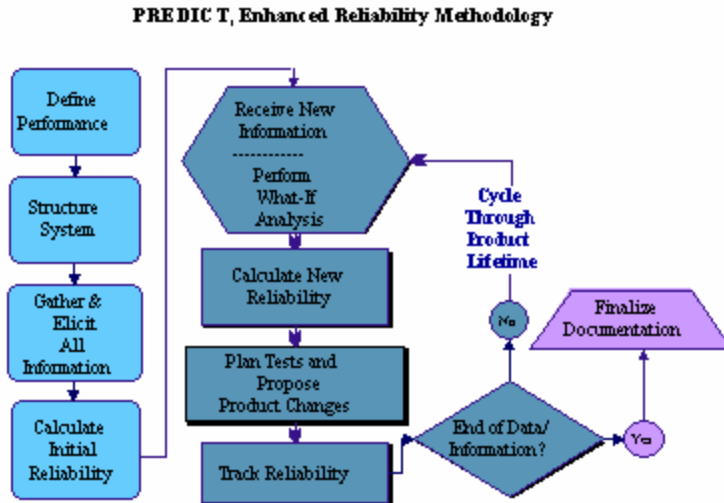 PREDICT, Enhanced Reliability Methodology
Define
Performance
Structure
System
Gather &
Elicit
All
Information
Calculate
Initial
Reliability
Receive New
Information
------------
Perform
What-If
Analysis
Calculate New
Reliability
Plan Tests and
Propose
Product Changes
Track Reliability
End of Data/
Information?
No
Cycle
Through
Product
Lifetime
Yes
Finalize
Documentation